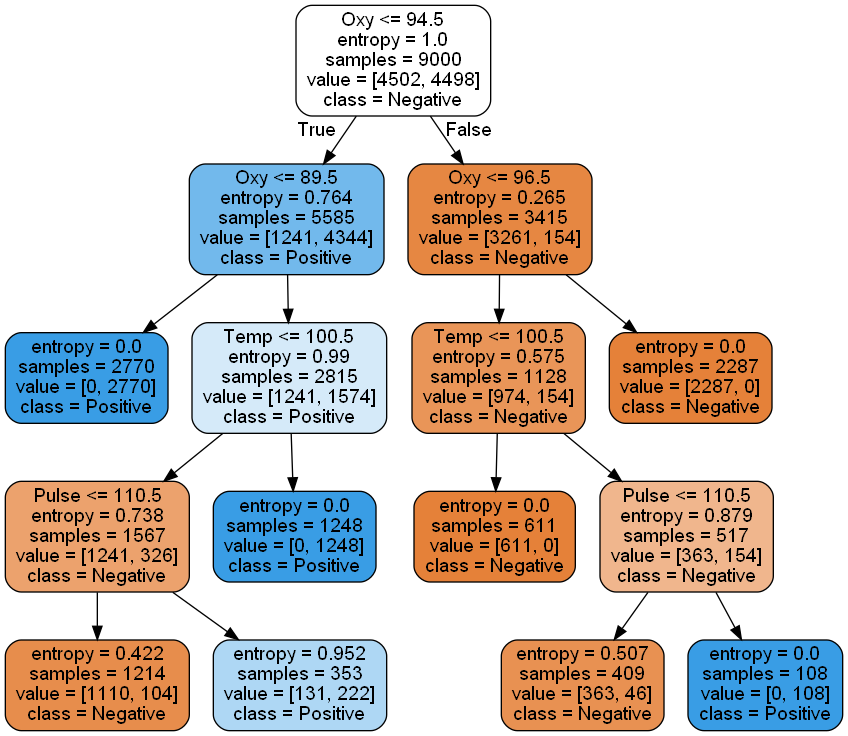 Oxy <= 94.5
entropy = 1.0
samples = 9000
value = [4502, 4498]
class = Negative
True
False
Oxy <= 89.5
entropy = 0.764
samples = 5585
value = [1241, 4344]
class = Positive
Oxy <= 96.5
entropy = 0.265
samples = 3415
value = [3261, 154]
class = Negative
entropy = 0.0
samples = 2770
value = [0, 2770]
class = Positive
Temp <= 100.5
entropy = 0.99
samples = 2815
value = [1241, 1574]
class = Positive
Temp <= 100.5
entropy = 0.575
samples = 1128
value = [974, 154]
class = Negative
entropy = 0.0
samples = 2287
value = [2287, 0]
class = Negative
Pulse <= 110.5
entropy = 0.738
samples = 1567
value = [1241, 326]
class = Negative
entropy = 0.0
samples = 1248
value = [0, 1248]
class = Positive
entropy = 0.0
samples = 611
value = [611, 0]
class = Negative
Pulse <= 110.5
entropy = 0.879
samples = 517
value = [363, 154]
class = Negative
entropy = 0.422
samples = 1214
value = [1110, 104]
class = Negative
entropy = 0.952
samples = 353
value = [131, 222]
class = Positive
entropy = 0.507
samples = 409
value = [363, 46]
class = Negative
entropy = 0.0
samples = 108
value = [0, 108]
class = Positive